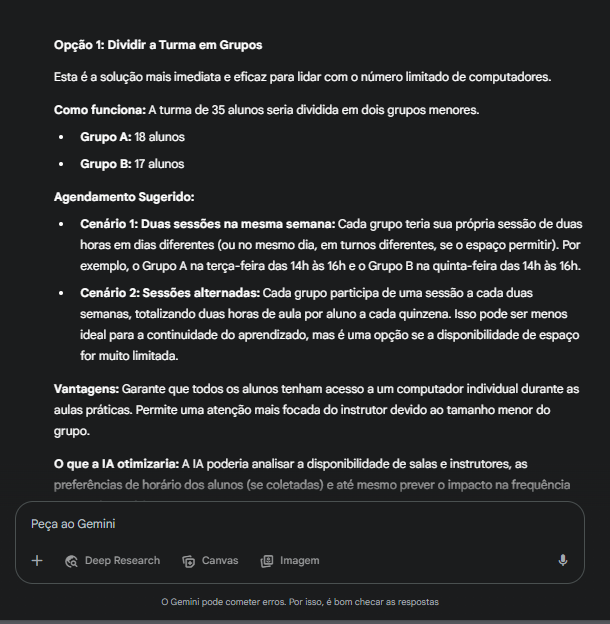 Opção 1: Dividir a Turma em Grupos
Esta é a solução mais imediata e eficaz para lidar com o número limitado de computadores.
Como funciona: A turma de 35 alunos seria dividida em dois grupos menores.
• Grupo A: 18 alunos
• Grupo B: 17 alunos
Agendamento Sugerido:
• Cenário 1: Duas sessões na mesma semana: Cada grupo teria sua própria sessão de duas
horas em dias diferentes (ou no mesmo dia, em turnos diferentes, se o espaço permitir). Por
exemplo, o Grupo A na terça-feira das 14h às 16h e o Grupo B na quinta-feira das 14h às 16h.
• Cenário 2: Sessões alternadas: Cada grupo participa de uma sessão a cada duas
semanas, totalizando duas horas de aula por aluno a cada quinzena. Isso pode ser menos
ideal para a continuidade do aprendizado, mas é uma opção se a disponibilidade de espaço
for muito limitada.
Vantagens: Garante que todos os alunos tenham acesso a um computador individual durante as
aulas práticas. Permite uma atenção mais focada do instrutor devido ao tamanho menor do
grupo.
O que a IA otimizaria: A IA poderia analisar a disponibilidade de salas e instrutores, as
preferências de horário dos alunos (se coletadas) e até mesmo prever o impacto na frequência
Peça ao Gemini
Deep Research
Canvas
Imagem
O Gemini pode cometer erros. Por isso, é bom checar as respostas